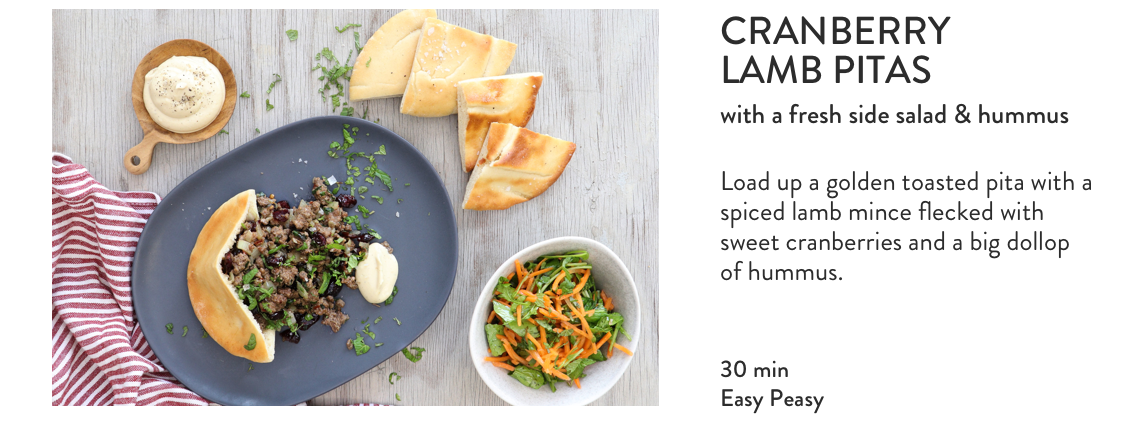 CRANBERRY
LAMB PITAS
with a fresh side salad & hummus
Load up a golden toasted pita with a
spiced lamb mince flecked with
sweet cranberries and a big dollop
of hummus.
30 min
Easy Peasy